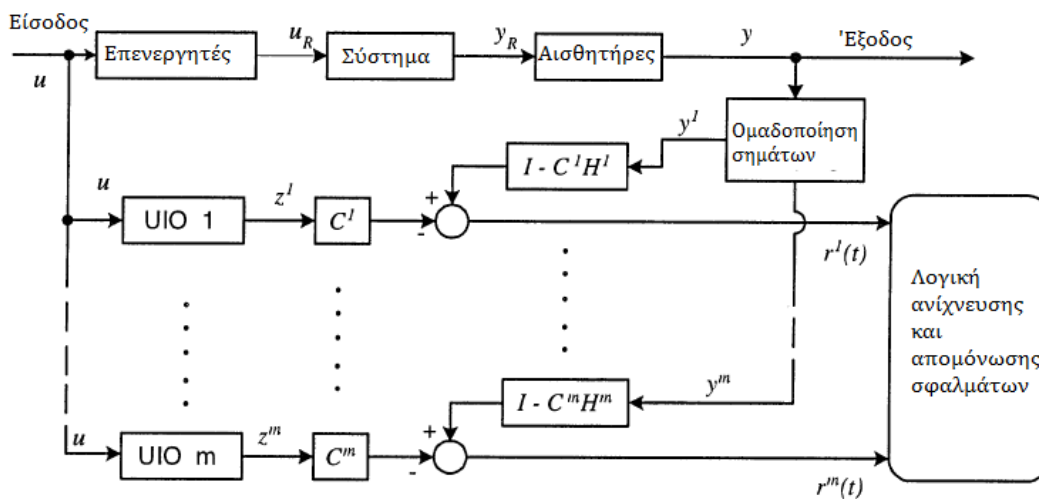 Είσοδος
u
Επενεργητές
u_R
Σύστημα
y_R
Αισθητήρες
y
'Εξοδος
Ομαδοποίηση
σημάτων
y^1
I - C^1H^1
u
UIO 1
z^1
C^1
+
-
r^1(t)
Λογική
ανίχνευσης
και
απομόνωσης
σφαλμάτων
y^m
I - C^mH^m
u
UIO m
z^m
C^m
+
-
r^m(t)